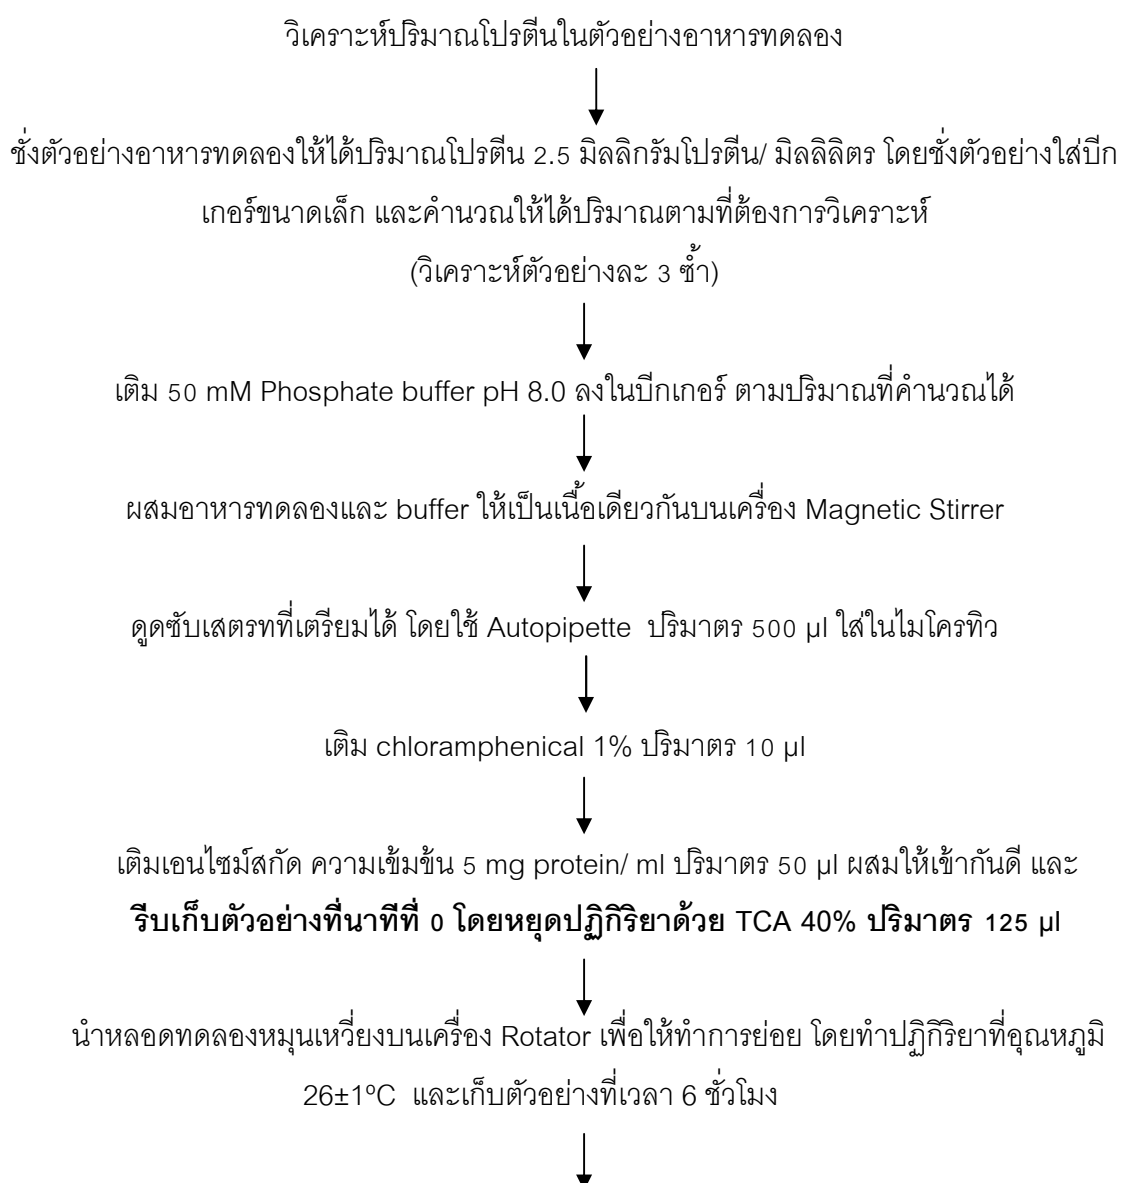 วิเคราะห์ปริมาณโปรตีนในตัวอย่างอาหารทดลอง
ชั่งตัวอย่างอาหารทดลองให้ได้ปริมาณโปรตีน 2.5 มิลลิกรัมโปรตีน/ มิลลิลิตร โดยชั่งตัวอย่างใส่บีก
เกอร์ขนาดเล็ก และคำนวณให้ได้ปริมาณตามที่ต้องการวิเคราะห์
(วิเคราะห์ตัวอย่างละ 3 ซ้ำ)
เติม 50 mM Phosphate buffer pH 8.0 ลงในบีกเกอร์ ตามปริมาณที่คำนวณได้
ผสมอาหารทดลองและ buffer ให้เป็นเนื้อเดียวกันบนเครื่อง Magnetic Stirrer
ดูดซับเสตรทที่เตรียมได้ โดยใช้ Autopipette ปริมาตร 500 µl ใส่ในไมโครทิว
เติม chloramphenical 1% ปริมาตร 10 µl
เติมเอนไซม์สกัด ความเข้มข้น 5 mg protein/ ml ปริมาตร 50 µl ผสมให้เข้ากันดี และ
รีบเก็บตัวอย่างที่นาทีที่ 0 โดยหยุดปฏิกิริยาด้วย TCA 40% ปริมาตร 125 µl
นำหลอดทดลองหมุนเหวี่ยงบนเครื่อง Rotator เพื่อให้ทำการย่อย โดยทำปฏิกิริยาที่อุณหภูมิ
26±1ºC และเก็บตัวอย่างที่เวลา 6 ชั่วโมง